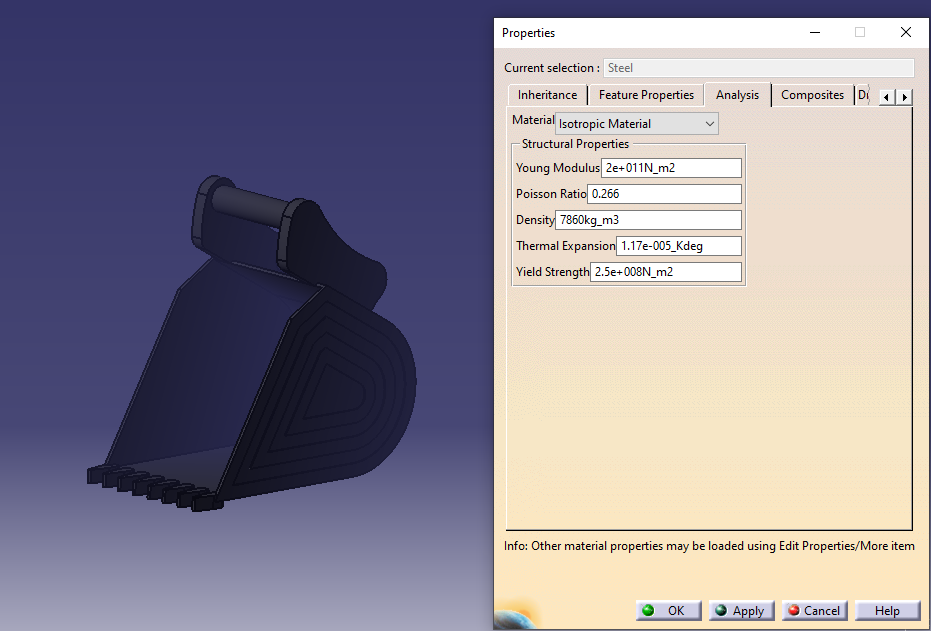 Properties
Current selection : Steel
Inheritance Feature Properties Analysis Composites
Material Isotropic Material
Structural Properties
Young Modulus 2e+011N_m2
Poisson Ratio 0.266
Density 7860kg_m3
Thermal Expansion 1.17e-005_Kdeg
Yield Strength 2.5e+008N_m2
Info: Other material properties may be loaded using Edit Properties/More item
OK Apply Cancel Help